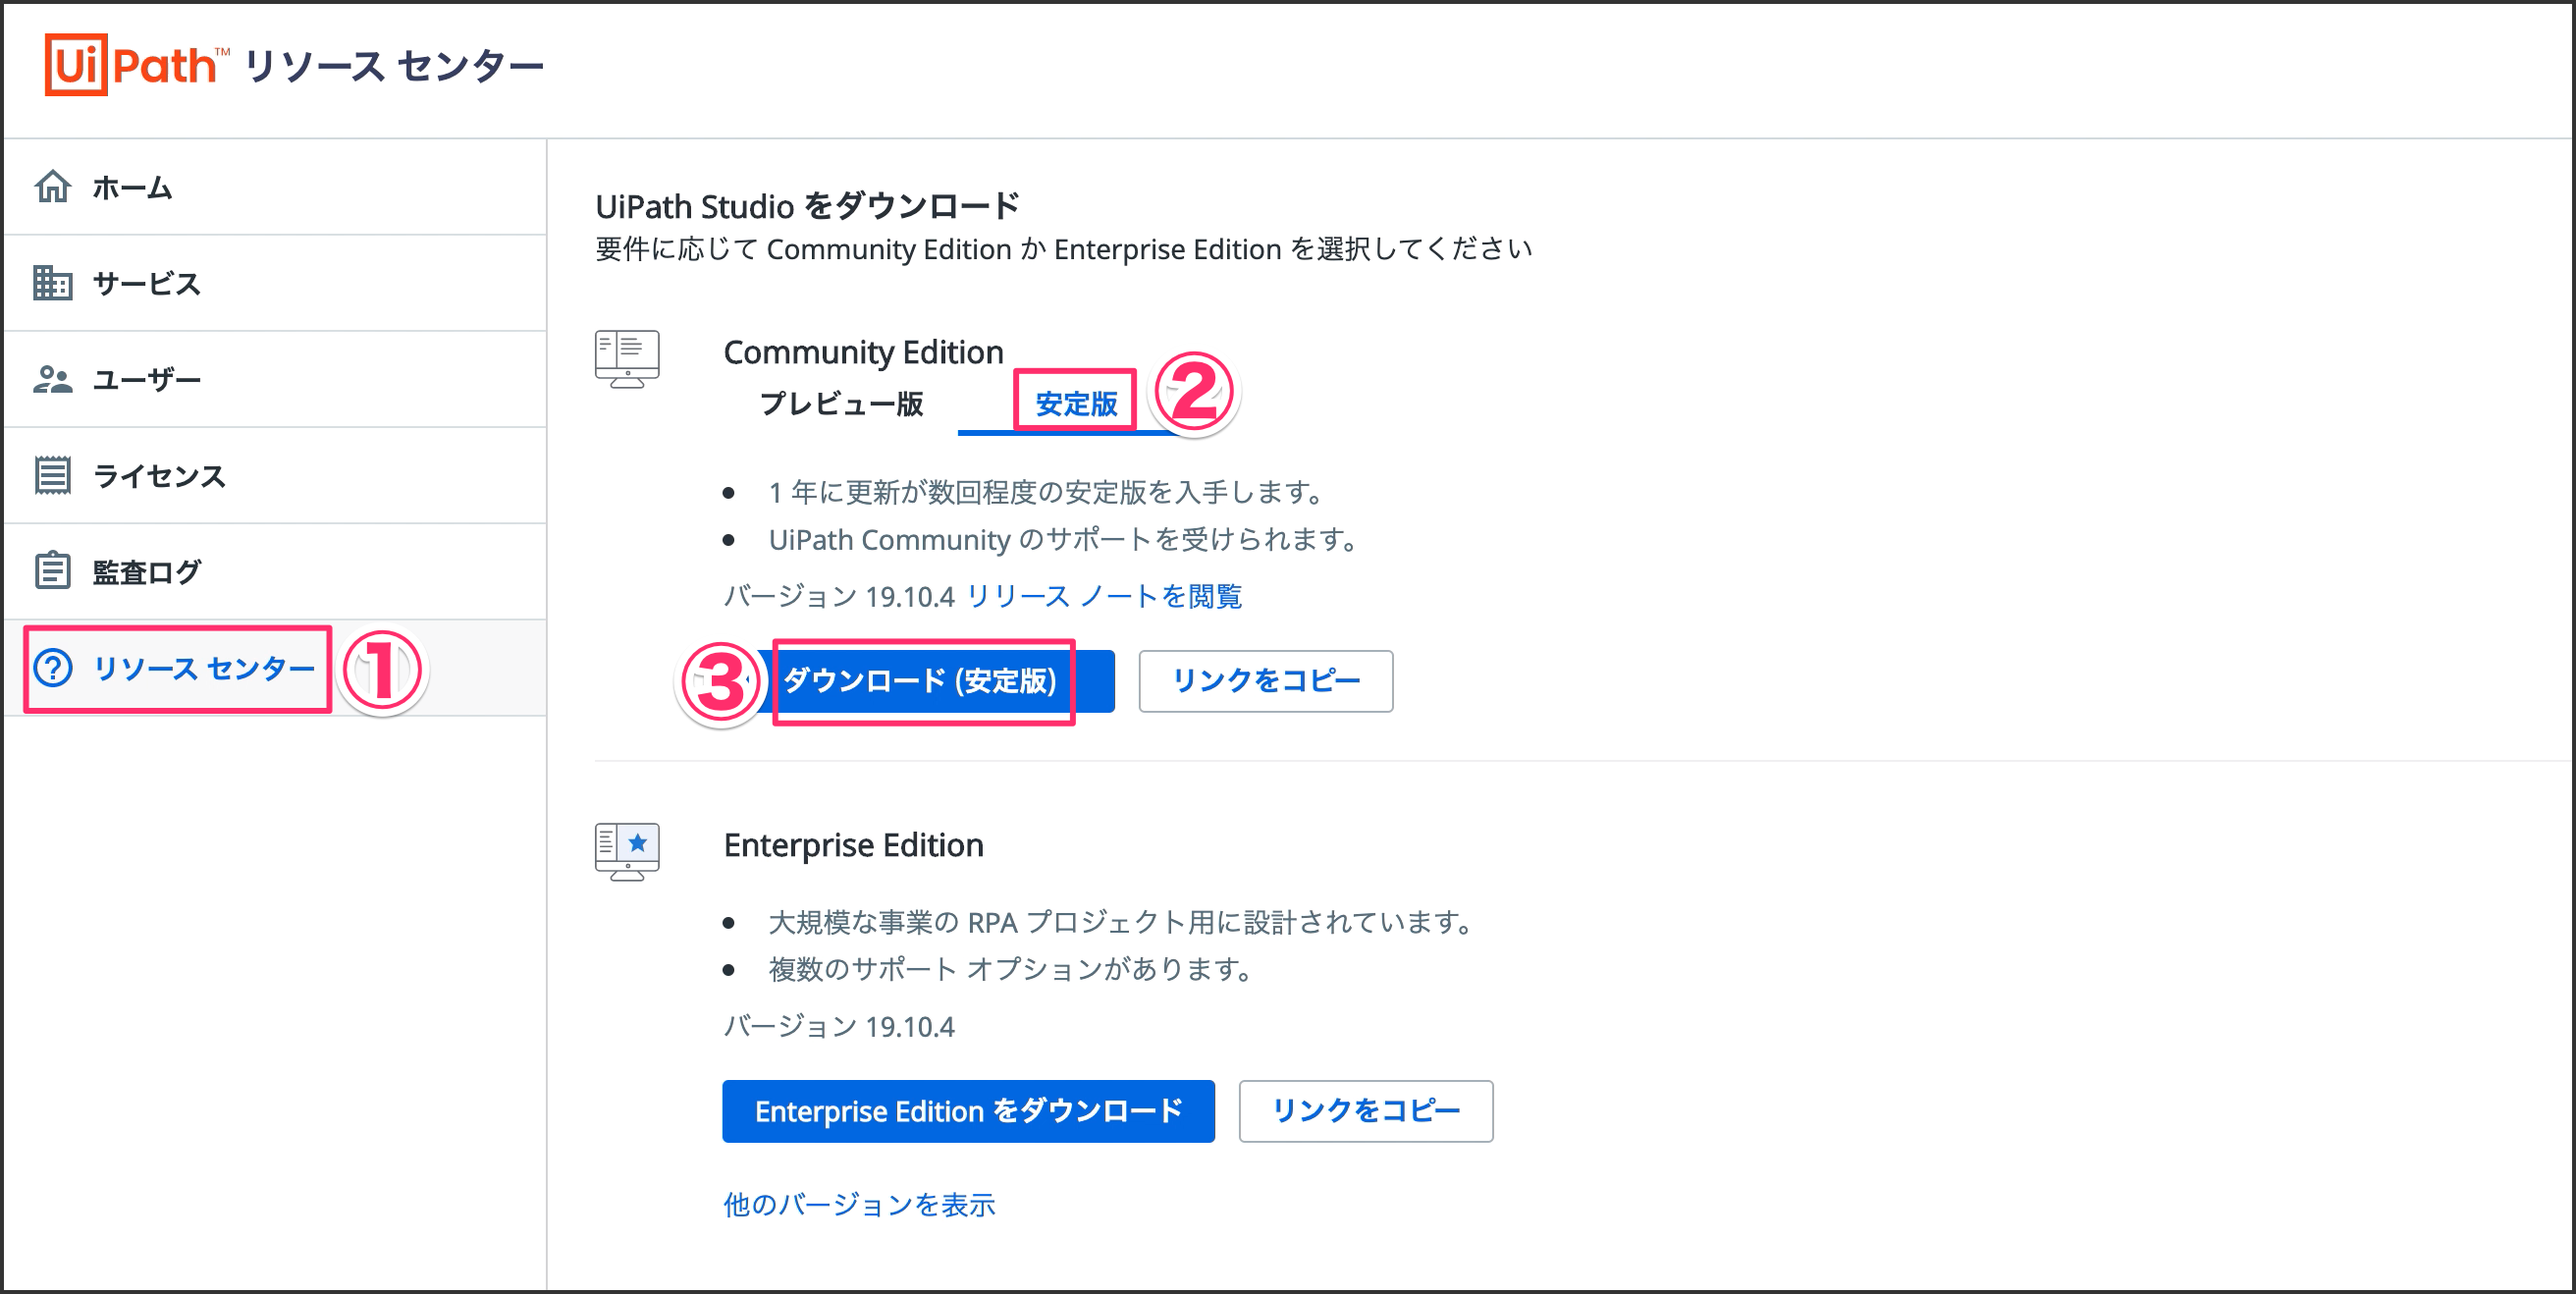 UiPath™ リソース センター
ホーム
サービス
ユーザー
ライセンス
監査ログ
リソース センター ①
UiPath Studio をダウンロード
要件に応じて Community Edition か Enterprise Edition を選択してください
Community Edition
プレビュー版 安定版 ②
• 1 年に更新が数回程度の安定版を入手します。
• UiPath Community のサポートを受けられます。
バージョン 19.10.4 リリース ノートを閲覧
③ ダウンロード (安定版) リンクをコピー
Enterprise Edition
• 大規模な事業の RPA プロジェクト用に設計されています。
• 複数のサポート オプションがあります。
バージョン 19.10.4
Enterprise Edition をダウンロード リンクをコピー
他のバージョンを表示